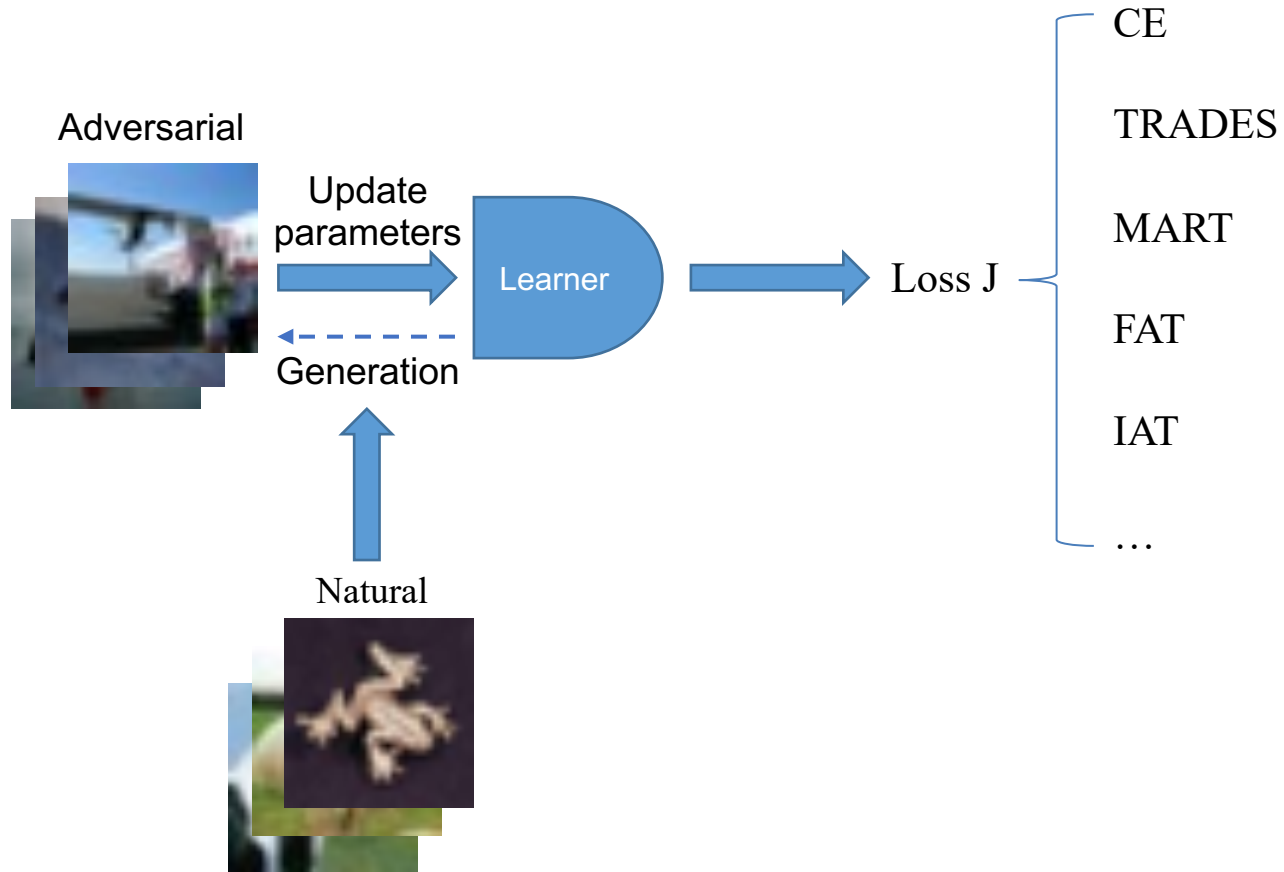 CE
Adversarial
TRADES
Update
parameters
MART
Learner
Loss J
FAT
Generation
IAT
…
Natural